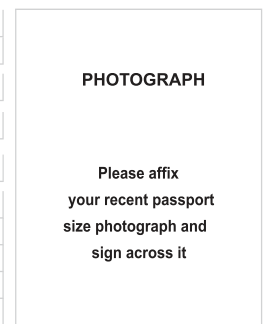 PHOTOGRAPH
Please affix
your recent passport
size photograph and
sign across it